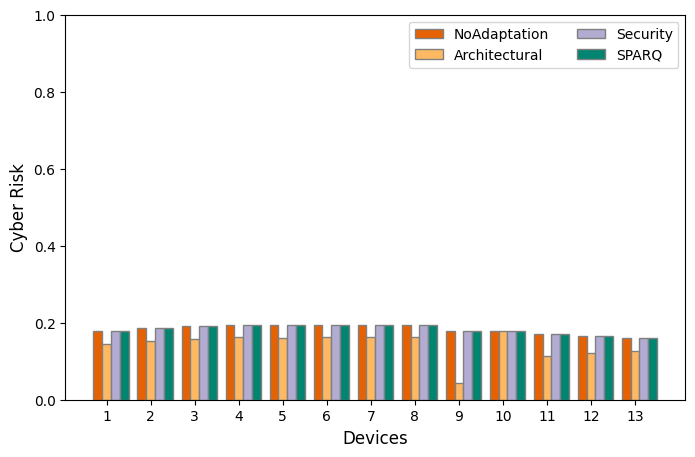 1.0
0.8
0.6
0.4
0.2
0.0
Cyber Risk
NoAdaptation
Architectural
Security
SPARQ
1 2 3 4 5 6 7 8 9 10 11 12 13
Devices